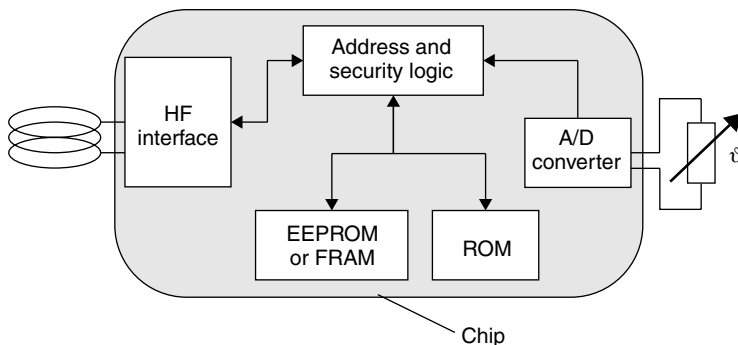 Address and
security logic
HF
interface
A/D
converter
ϑ
EEPROM
or FRAM
ROM
Chip